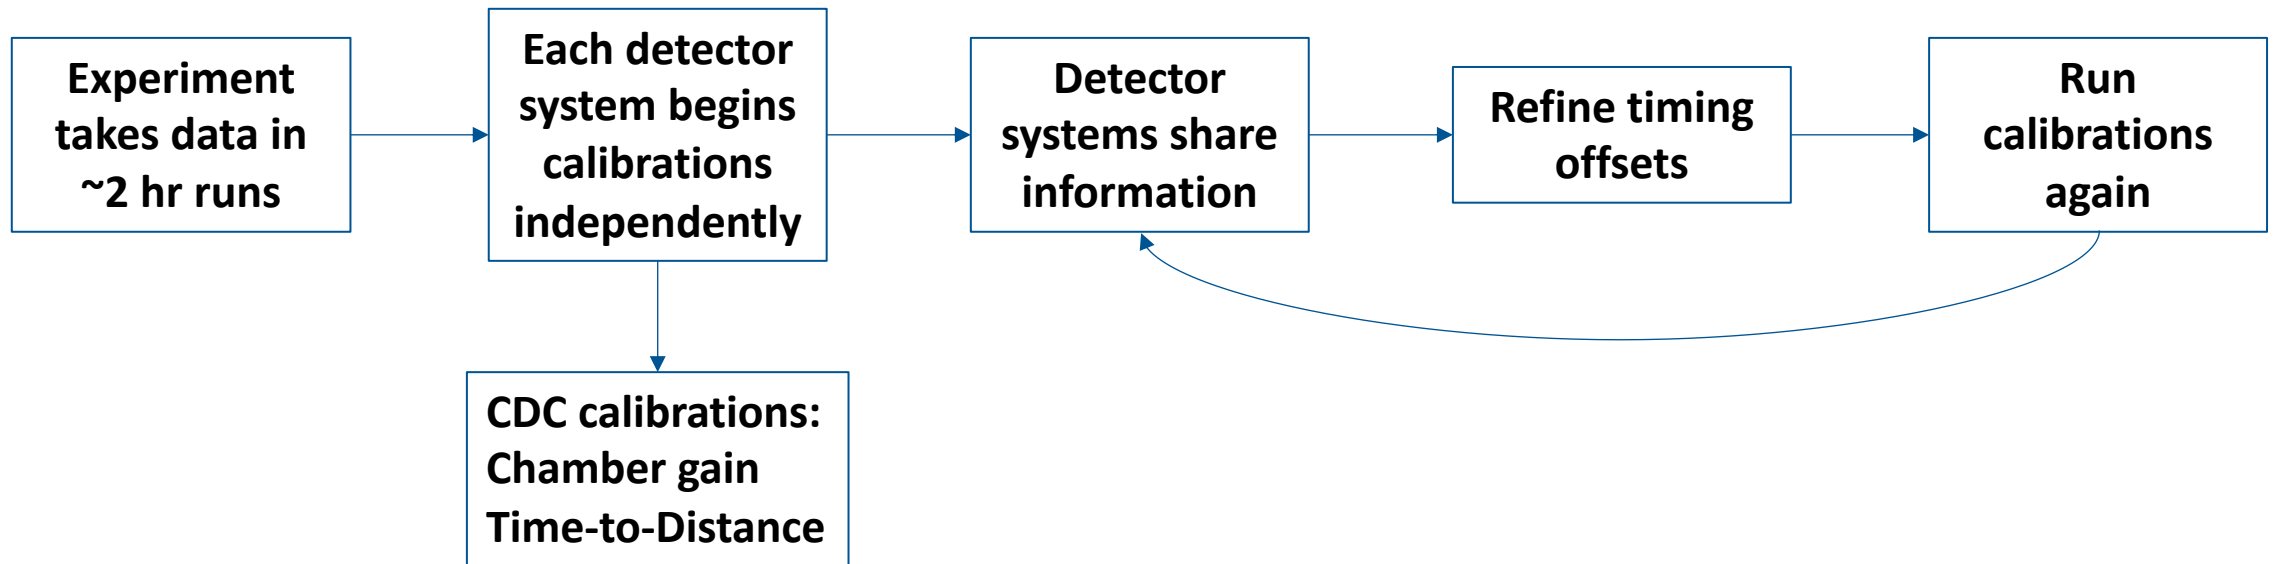 Experiment
takes data in
~2 hr runs
Each detector
system begins
calibrations
independently
Detector
systems share
information
Refine timing
offsets
Run
calibrations
again
CDC calibrations:
Chamber gain
Time-to-Distance